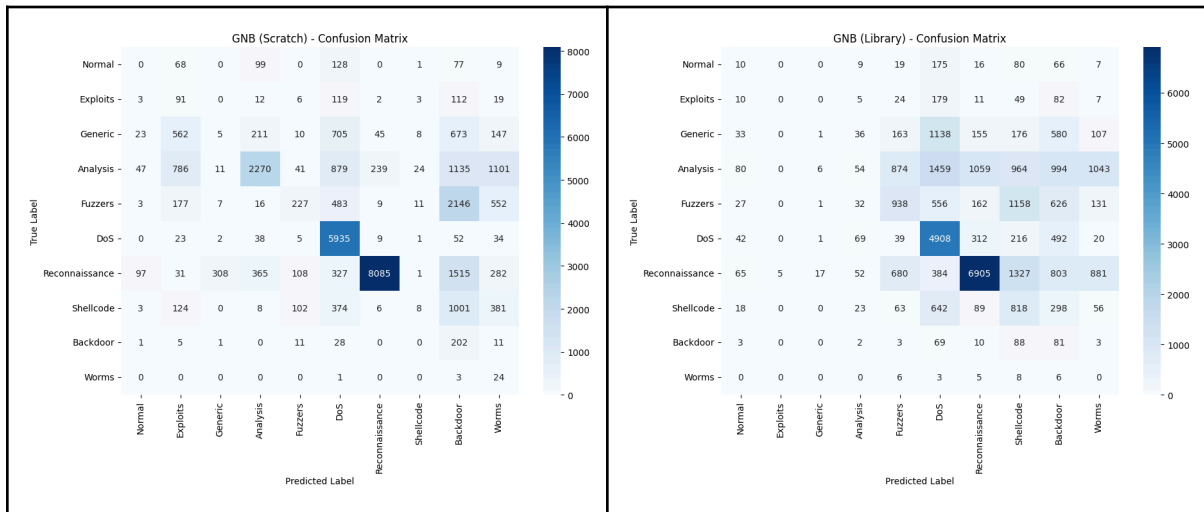 GNB (Scratch) - Confusion Matrix
True Label
Normal 0 68 0 99 0 128 0 1 77 9
Exploits 3 91 0 12 6 119 2 3 112 19
Generic 23 562 5 211 10 705 45 8 673 147
Analysis 47 786 11 2270 41 879 239 24 1135 1101
Fuzzers 3 177 7 16 227 483 9 11 2146 552
DoS 0 23 2 38 5 5935 9 1 52 34
Reconnaissance 97 31 308 365 108 327 8085 1 1515 282
Shellcode 3 124 0 8 102 374 6 8 1001 381
Backdoor 1 5 1 0 11 28 0 0 202 11
Worms 0 0 0 0 0 1 0 0 3 24
Normal Exploits Generic Analysis Fuzzers DoS Reconnaissance Shellcode Backdoor Worms
Predicted Label
8000
7000
6000
5000
4000
3000
2000
1000
0
GNB (Library) - Confusion Matrix
True Label
Normal 10 0 0 9 19 175 16 80 66 7
Exploits 10 0 0 5 24 179 11 49 82 7
Generic 33 0 1 36 163 1138 155 176 580 107
Analysis 80 0 6 54 874 1459 1059 964 994 1043
Fuzzers 27 0 1 32 938 556 162 1158 626 131
DoS 42 0 1 69 39 4908 312 216 492 20
Reconnaissance 65 5 17 52 680 384 6905 1327 803 881
Shellcode 18 0 0 23 63 642 89 818 298 56
Backdoor 3 0 0 2 3 69 10 88 81 3
Worms 0 0 0 0 6 3 5 8 6 0
Normal Exploits Generic Analysis Fuzzers DoS Reconnaissance Shellcode Backdoor Worms
Predicted Label
6000
5000
4000
3000
2000
1000
0